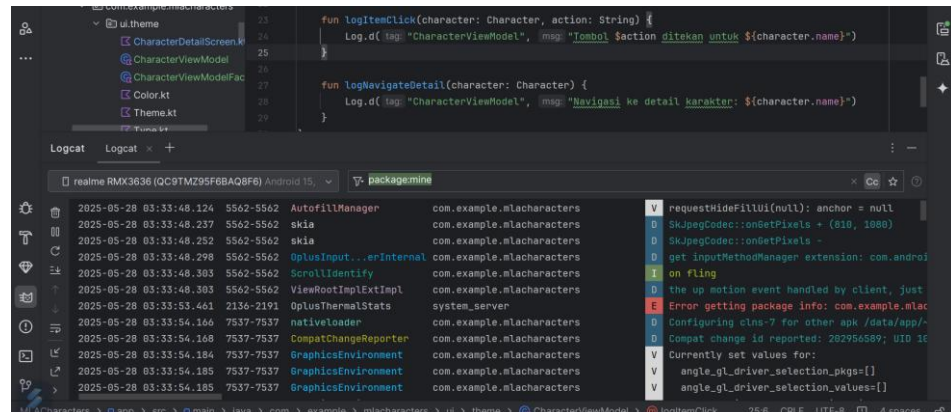 com.example.mlacharacters
ui.theme
CharacterDetailScreen.k
CharacterViewModel
CharacterViewModelFac
Color.kt
Theme.kt
Type.kt
23 fun logItemClick(character: Character, action: String) {
24 Log.d( tag: "CharacterViewModel", msg: "Tombol $action ditekan untuk ${character.name}")
25 }
26
27 fun logNavigateDetail(character: Character) {
28 Log.d( tag: "CharacterViewModel", msg: "Navigasi ke detail karakter: ${character.name}")
29 }
Logcat Logcat × +
realme RMX3636 (QC9TMZ95F6BAQ8F6) Android 15, package:mine Cc
2025-05-28 03:33:48.124 5562-5562 AutofillManager com.example.mlacharacters V requestHideFillUi(null): anchor = null
2025-05-28 03:33:48.237 5562-5562 skia com.example.mlacharacters D SkJpegCodec::onGetPixels + (810, 1080)
2025-05-28 03:33:48.252 5562-5562 skia com.example.mlacharacters D SkJpegCodec::onGetPixels -
2025-05-28 03:33:48.298 5562-5562 OplusInput...erInternal com.example.mlacharacters D get inputMethodManager extension: com.androi
2025-05-28 03:33:48.303 5562-5562 ScrollIdentify com.example.mlacharacters I on fling
2025-05-28 03:33:48.303 5562-5562 ViewRootImplExtImpl com.example.mlacharacters D the up motion event handled by client, just
2025-05-28 03:33:53.461 2136-2191 OplusThermalStats system_server E Error getting package info: com.example.mlac
2025-05-28 03:33:54.166 7537-7537 nativeloader com.example.mlacharacters D Configuring clns-7 for other apk /data/app/~
2025-05-28 03:33:54.168 7537-7537 CompatChangeReporter com.example.mlacharacters D Compat change id reported: 202956589; UID 10
2025-05-28 03:33:54.184 7537-7537 GraphicsEnvironment com.example.mlacharacters V Currently set values for:
2025-05-28 03:33:54.185 7537-7537 GraphicsEnvironment com.example.mlacharacters V angle_gl_driver_selection_pkgs=[]
2025-05-28 03:33:54.185 7537-7537 GraphicsEnvironment com.example.mlacharacters V angle_gl_driver_selection_values=[]
MLACharacters > app > src > main > java > com > example > mlacharacters > ui > theme > CharacterViewModel > logItemClick 25:6 CRLF UTF-8 4 spaces